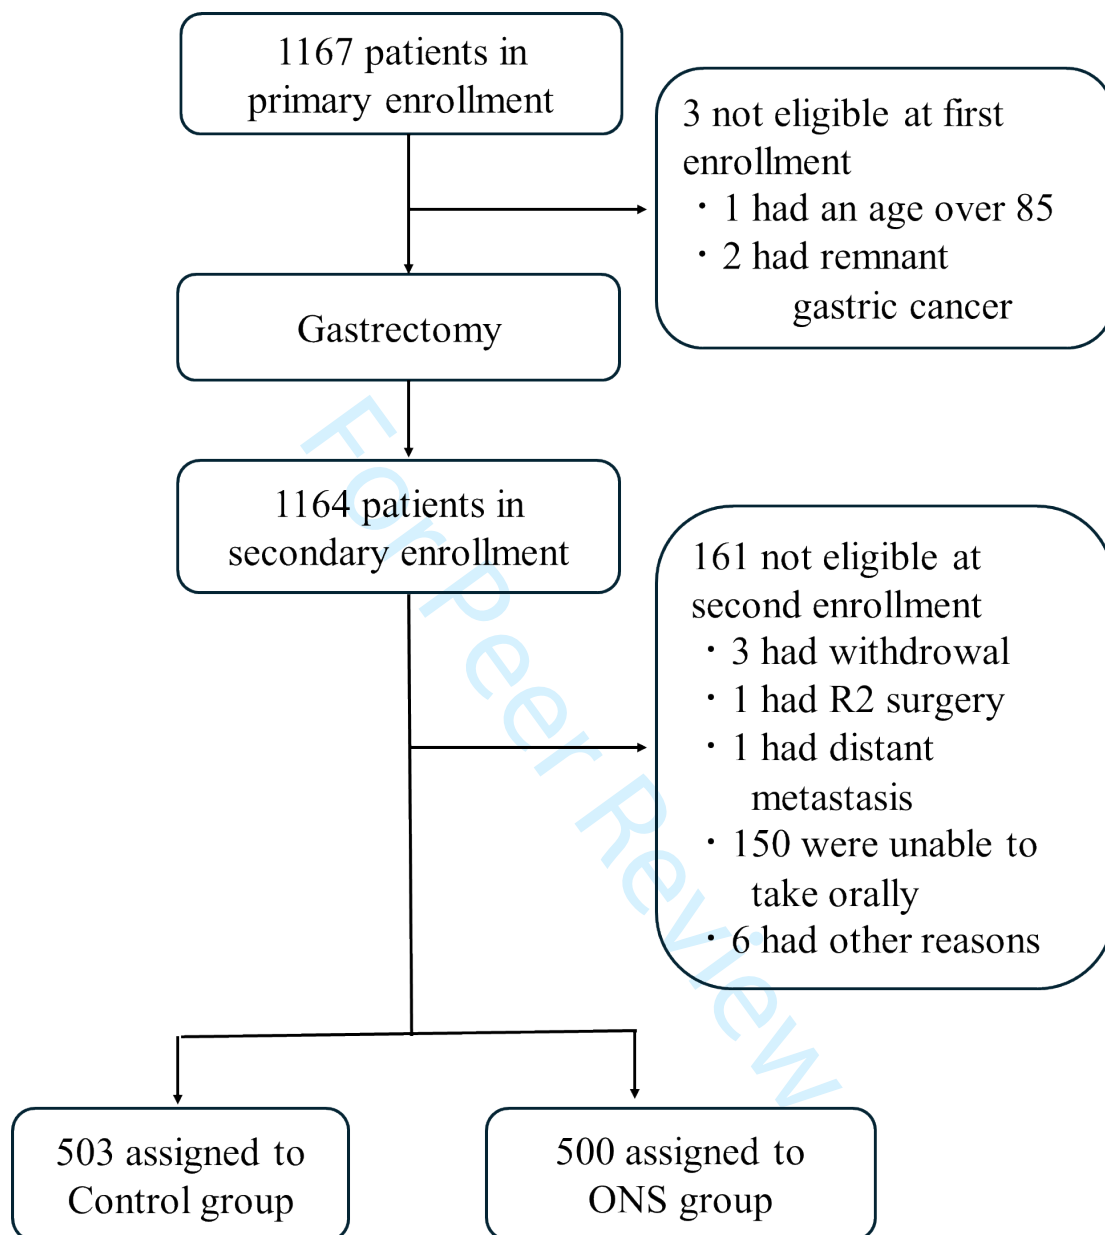 1167 patients in
primary enrollment
3 not eligible at first
enrollment
・1 had an age over 85
・2 had remnant
gastric cancer
Gastrectomy
1164 patients in
secondary enrollment
161 not eligible at
second enrollment
・3 had withdrowal
・1 had R2 surgery
・1 had distant
metastasis
・150 were unable to
take orally
・6 had other reasons
503 assigned to
Control group
500 assigned to
ONS group
For Peer Review